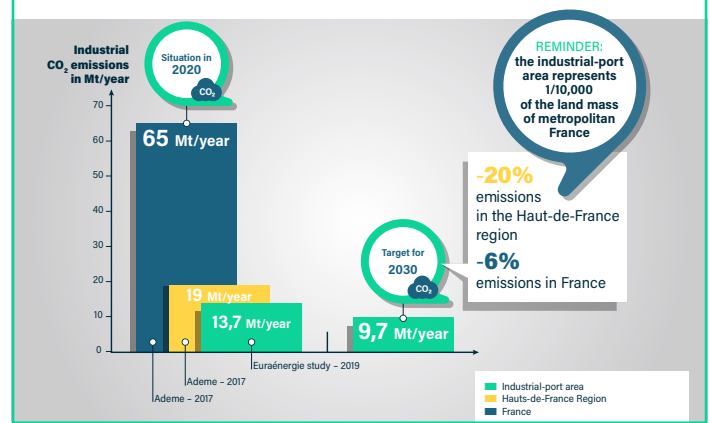 Industrial
CO₂ emissions
in Mt/year
Situation in
2020
CO₂
REMINDER:
the industrial-port
area represents
1/10,000
of the land mass
of metropolitan
France
70
60
50
40
30
20
10
0
65 Mt/year
19 Mt/year
13,7 Mt/year
Target for
2030
CO₂
9,7 Mt/year
-20%
emissions
in the Haut-de-France
region
-6%
emissions in France
Euraénergie study – 2019
Ademe – 2017
Ademe – 2017
Industrial-port area
Hauts-de-France Region
France